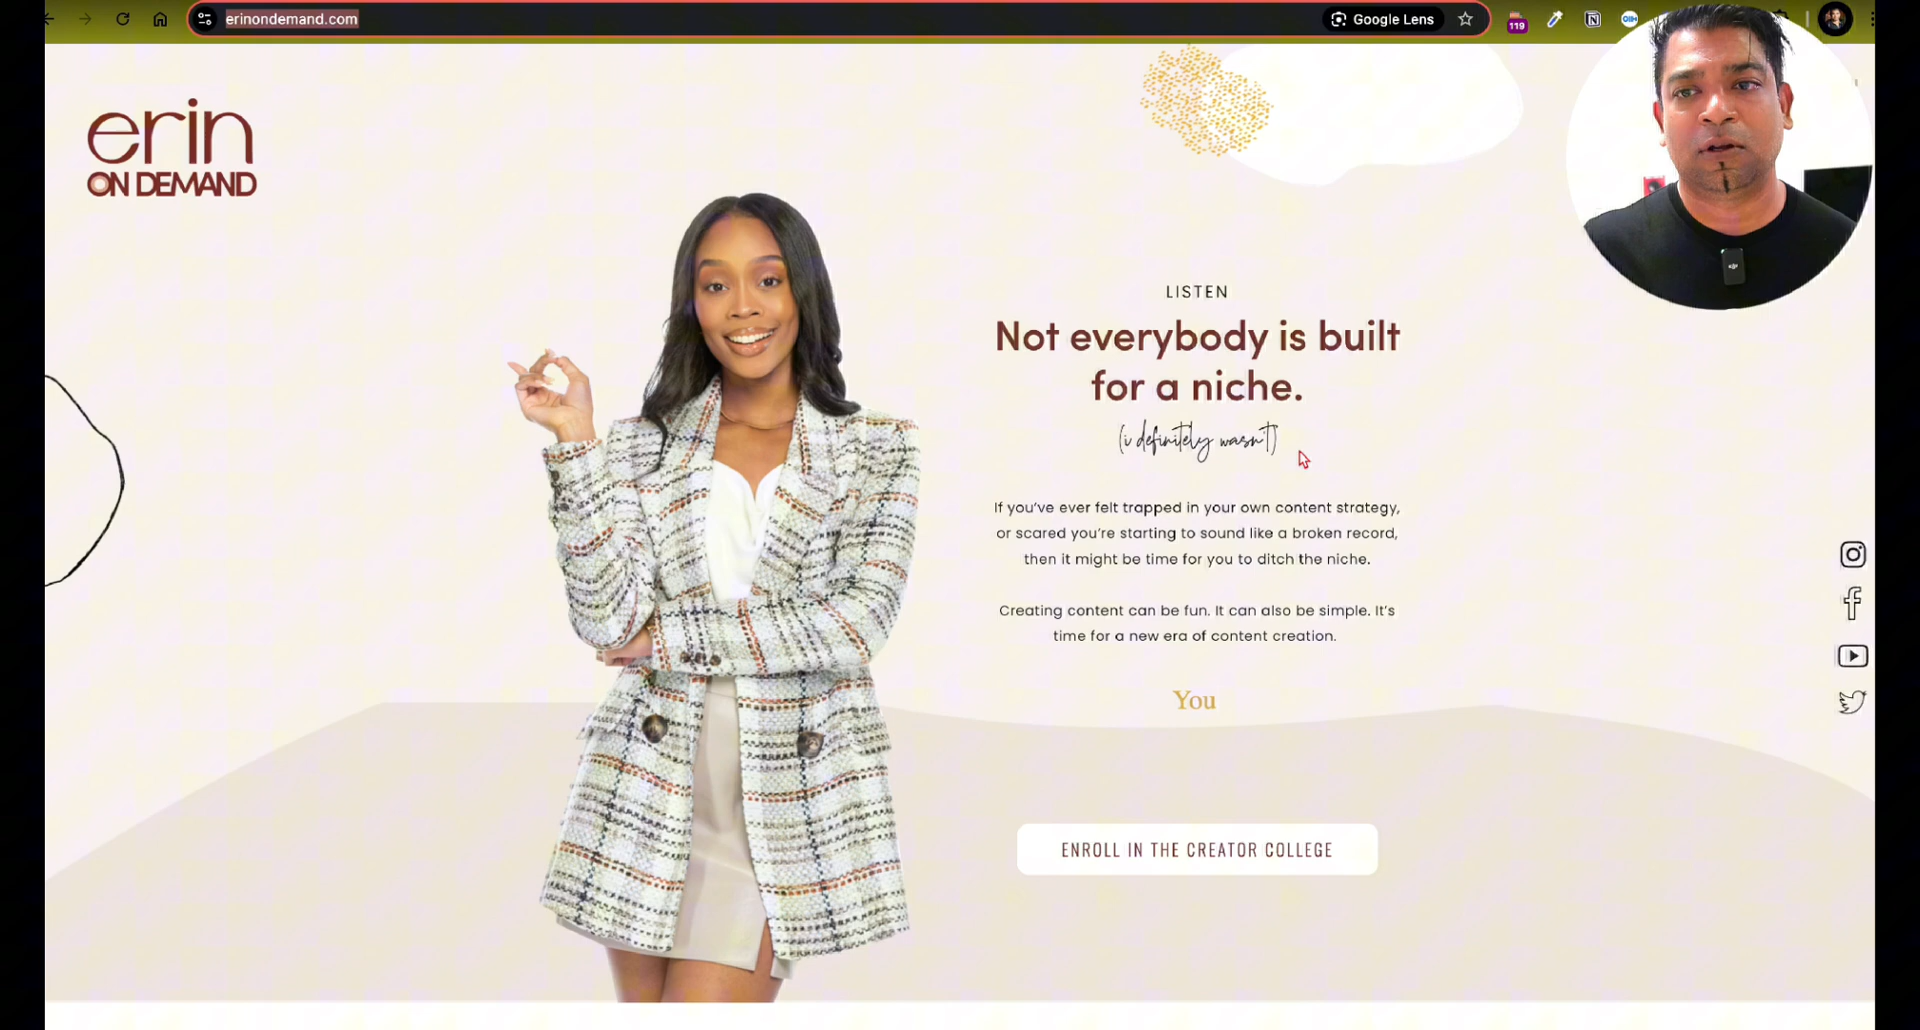 erinondemand.com
Google Lens
119
erin
ON DEMAND
LISTEN
Not everybody is built
for a niche.
(i definitely wasn't)
If you've ever felt trapped in your own content strategy,
or scared you're starting to sound like a broken record,
then it might be time for you to ditch the niche.
Creating content can be fun. It can also be simple. It's
time for a new era of content creation.
You
ENROLL IN THE CREATOR COLLEGE